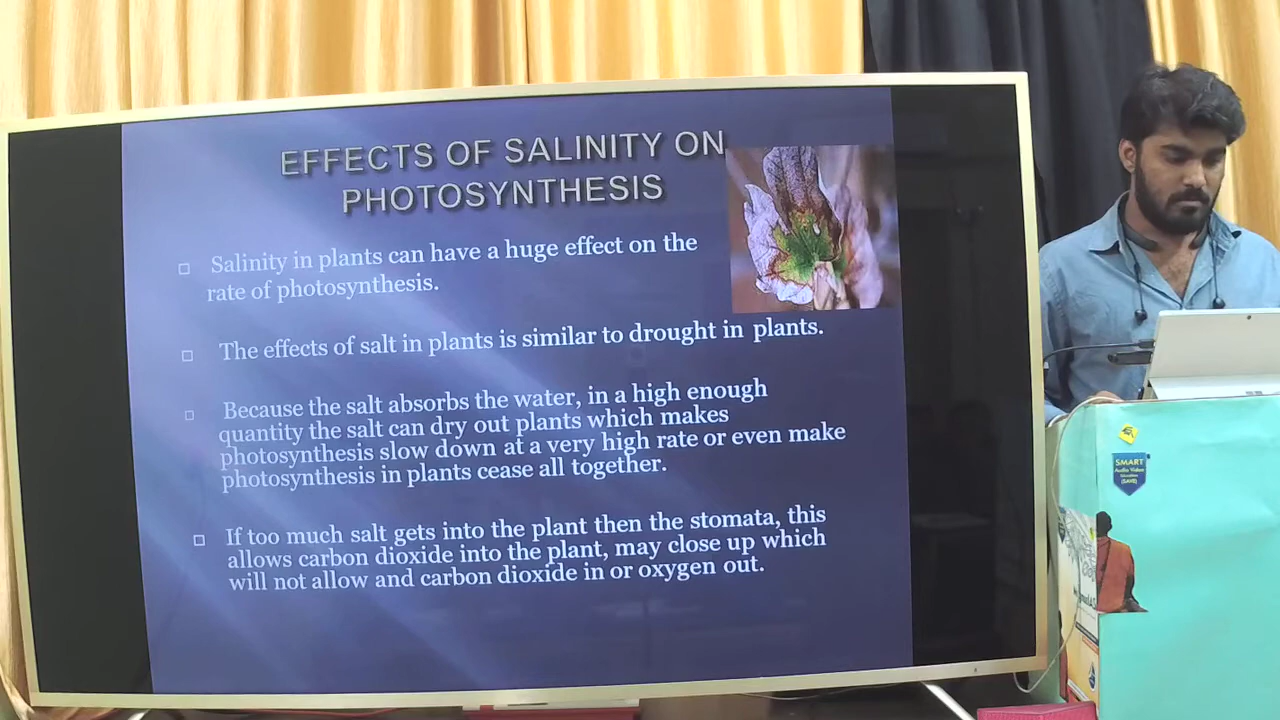 EFFECTS OF SALINITY ON
PHOTOSYNTHESIS
Salinity in plants can have a huge effect on the
rate of photosynthesis.
The effects of salt in plants is similar to drought in plants.
Because the salt absorbs the water, in a high enough
quantity the salt can dry out plants which makes
photosynthesis slow down at a very high rate or even make
photosynthesis in plants cease all together.
If too much salt gets into the plant then the stomata, this
allows carbon dioxide into the plant, may close up which
will not allow and carbon dioxide in or oxygen out.
SMART
Audio Video
(SAVE)